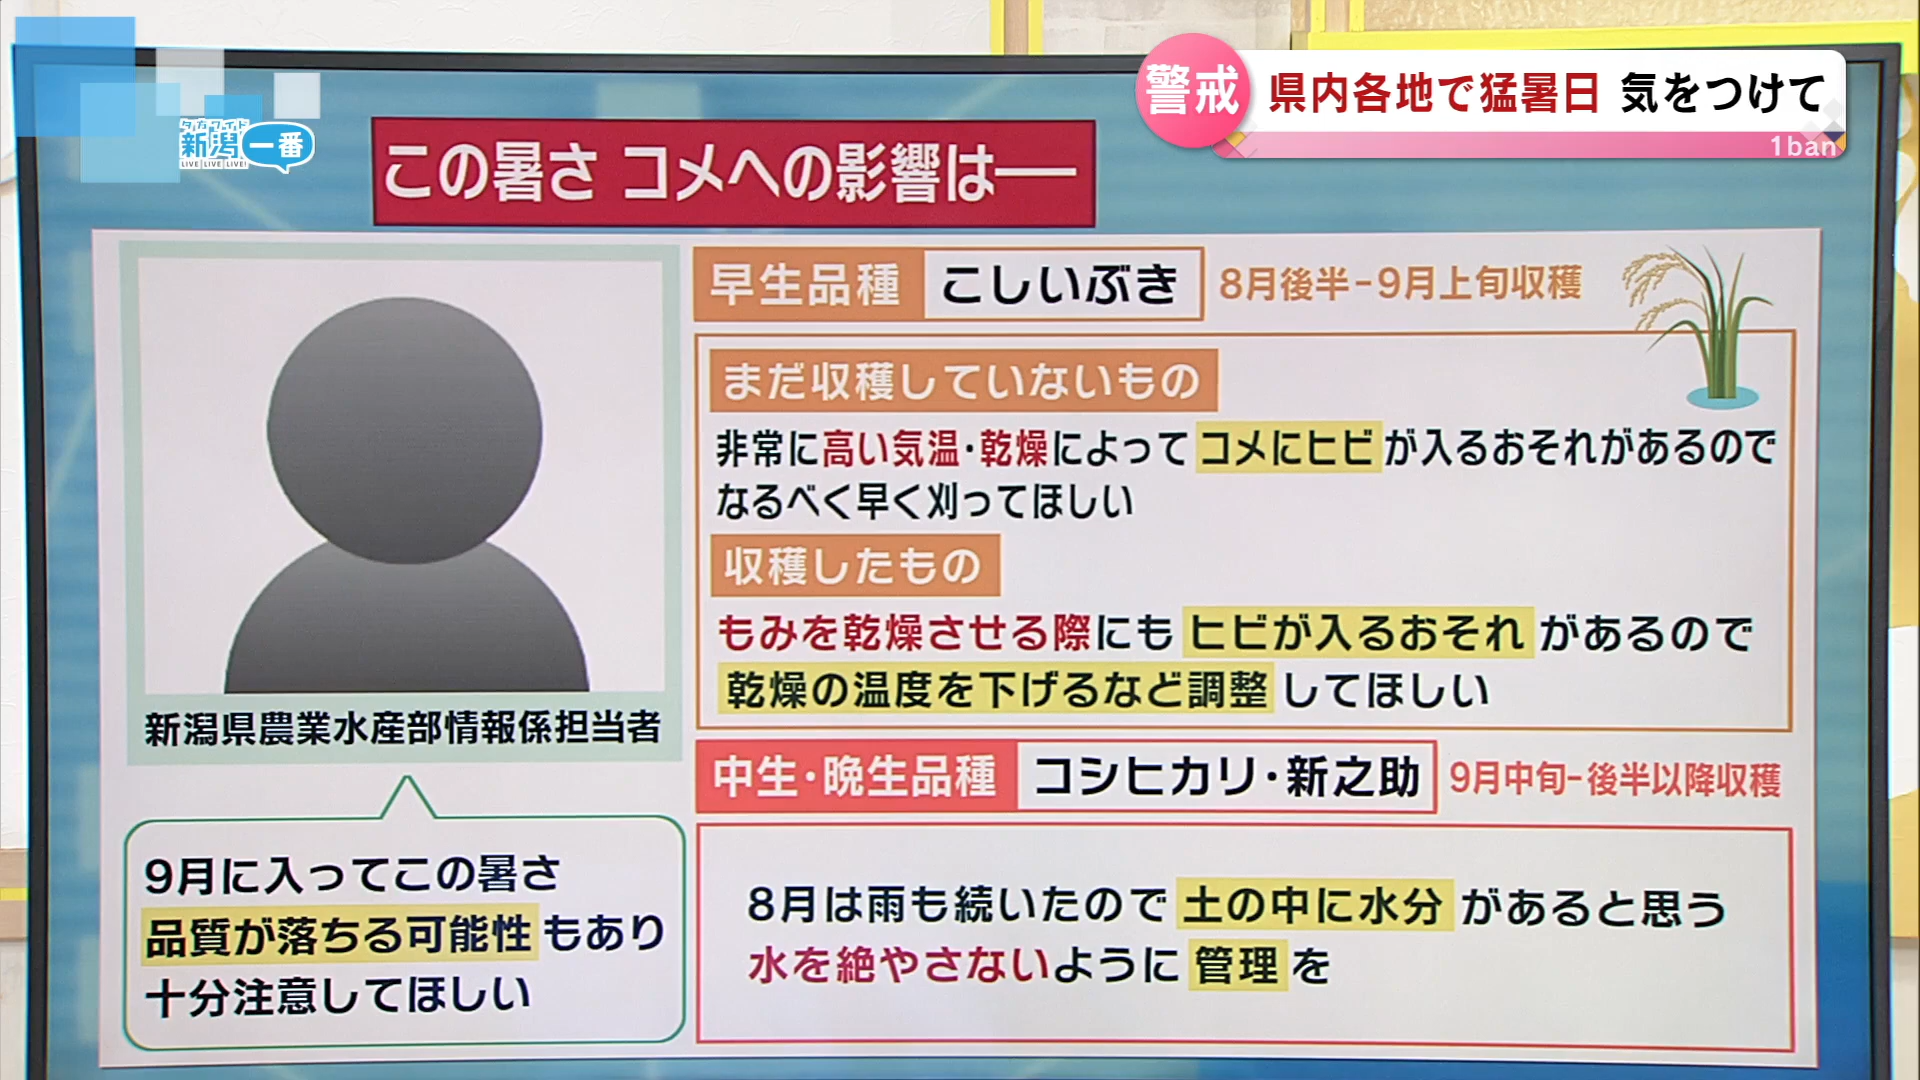 夕方ワイド
新潟一番
LIVE LIVE LIVE!
警戒
県内各地で猛暑日 気をつけて
1ban
この暑さ コメへの影響は──
新潟県農業水産部情報係担当者
9月に入ってこの暑さ
品質が落ちる可能性もあり
十分注意してほしい
早生品種 こしいぶき 8月後半-9月上旬収穫
まだ収穫していないもの
非常に高い気温・乾燥によってコメにヒビが入るおそれがあるので
なるべく早く刈ってほしい
収穫したもの
もみを乾燥させる際にもヒビが入るおそれがあるので
乾燥の温度を下げるなど調整してほしい
中生・晩生品種 コシヒカリ・新之助 9月中旬-後半以降収穫
8月は雨も続いたので土の中に水分があると思う
水を絶やさないように管理を